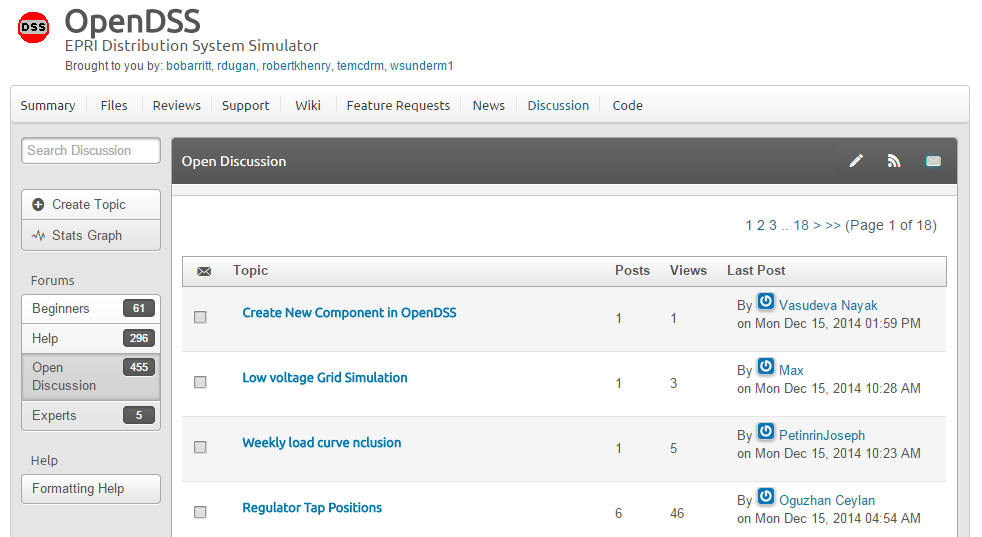 DSS
OpenDSS
EPRI Distribution System Simulator
Brought to you by: bobarritt, rdugan, robertkhenry, temcdrm, wsunderm1
Summary Files Reviews Support Wiki Feature Requests News Discussion Code
Search Discussion
Create Topic
Stats Graph
Forums
Beginners 61
Help 296
Open 455
Discussion
Experts 5
Help
Formatting Help
Open Discussion
1 2 3 .. 18 > >> (Page 1 of 18)
Topic Posts Views Last Post
Create New Component in OpenDSS 1 1 By Vasudeva Nayak
on Mon Dec 15, 2014 01:59 PM
Low voltage Grid Simulation 1 3 By Max
on Mon Dec 15, 2014 10:28 AM
Weekly load curve nclusion 1 5 By PetinrinJoseph
on Mon Dec 15, 2014 10:23 AM
Regulator Tap Positions 6 46 By Oguzhan Ceylan
on Mon Dec 15, 2014 04:54 AM